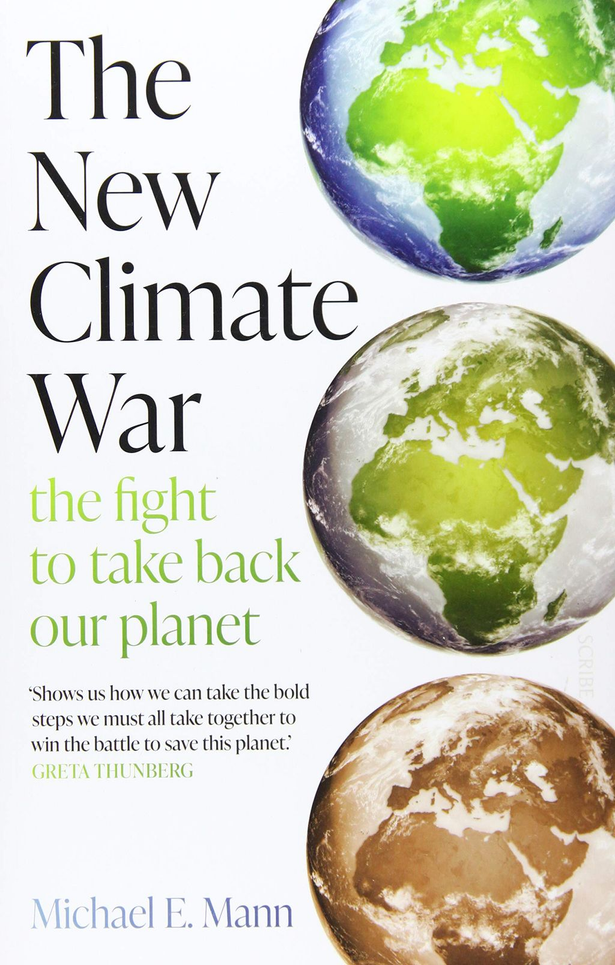 The
New
Climate
War
the fight
to take back
our planet
‘Shows us how we can take the bold
steps we must all take together to
win the battle to save this planet.’
GRETA THUNBERG
Michael E. Mann
SCRIBE